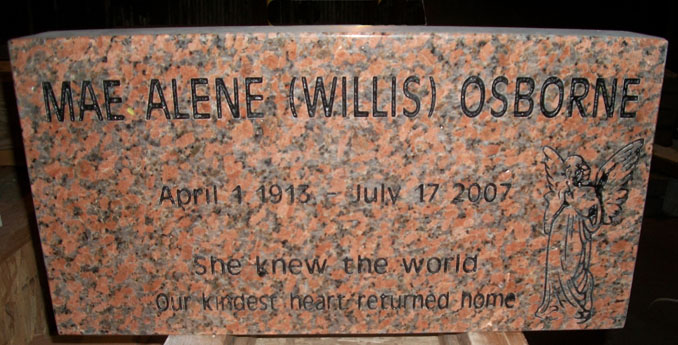 MAE ALENE (WILLIS) OSBORNE
April 1 1913 - July 17 2007
She knew the world
Our kindest heart returned home